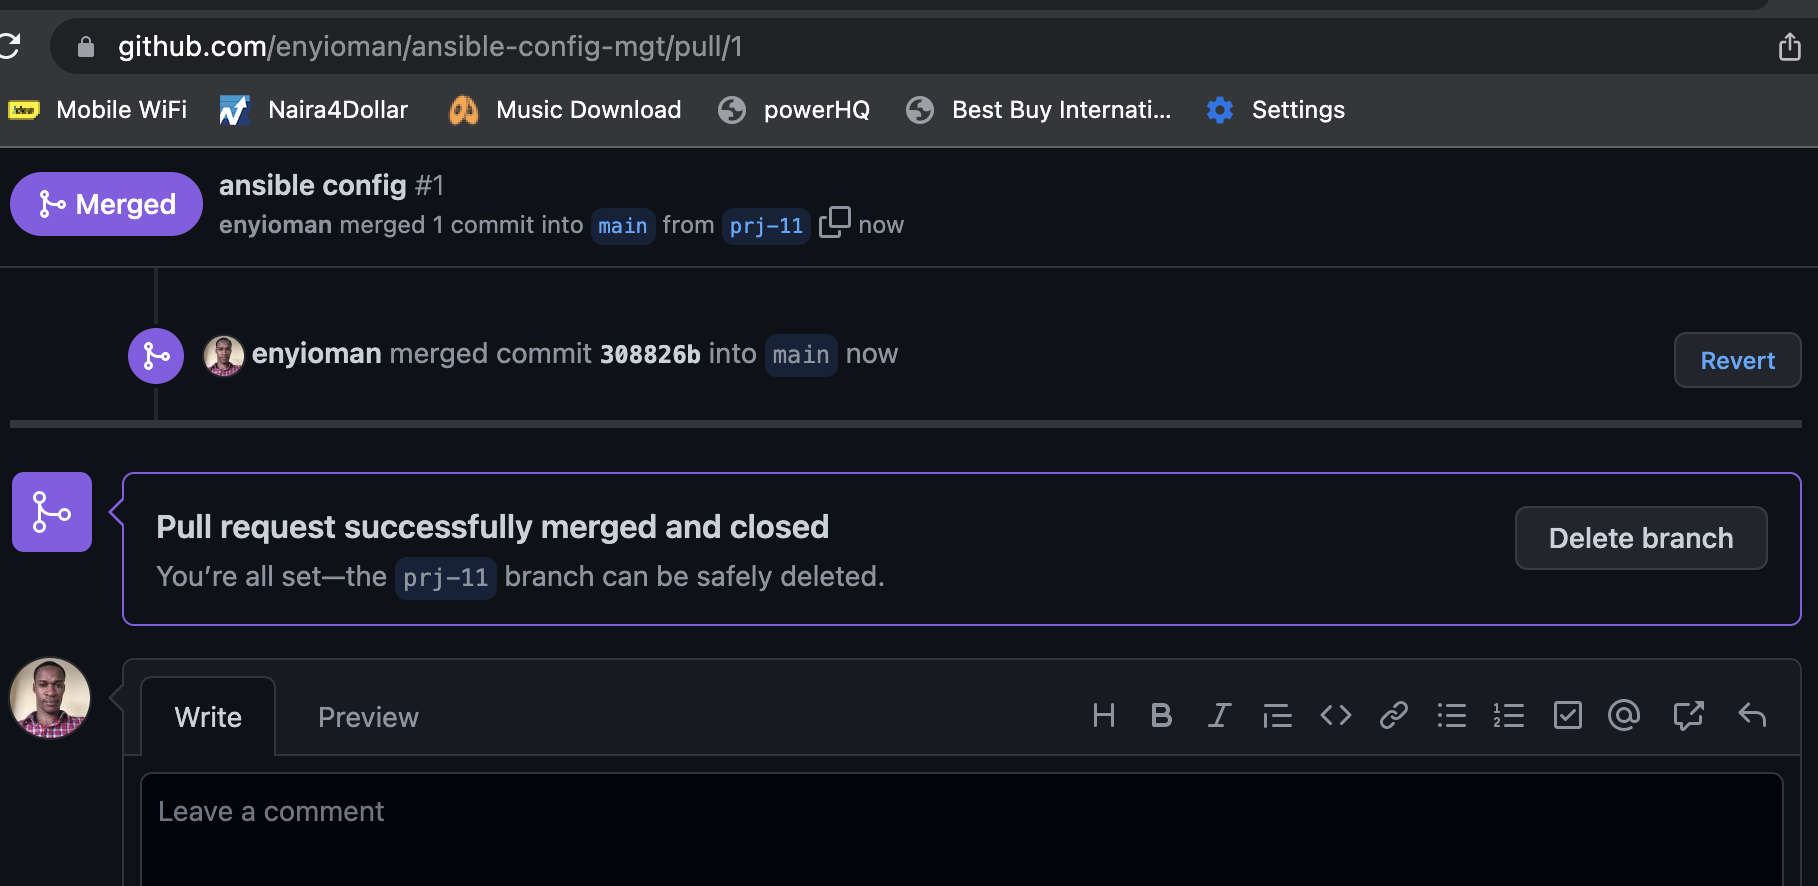 github.com/enyioman/ansible-config-mgt/pull/1
Mobile WiFi Naira4Dollar Music Download powerHQ Best Buy Internati... Settings
Merged
ansible config #1
enyioman merged 1 commit into main from prj-11 now
enyioman merged commit 308826b into main now
Revert
Pull request successfully merged and closed
You're all set—the prj-11 branch can be safely deleted.
Delete branch
Write Preview
Leave a comment